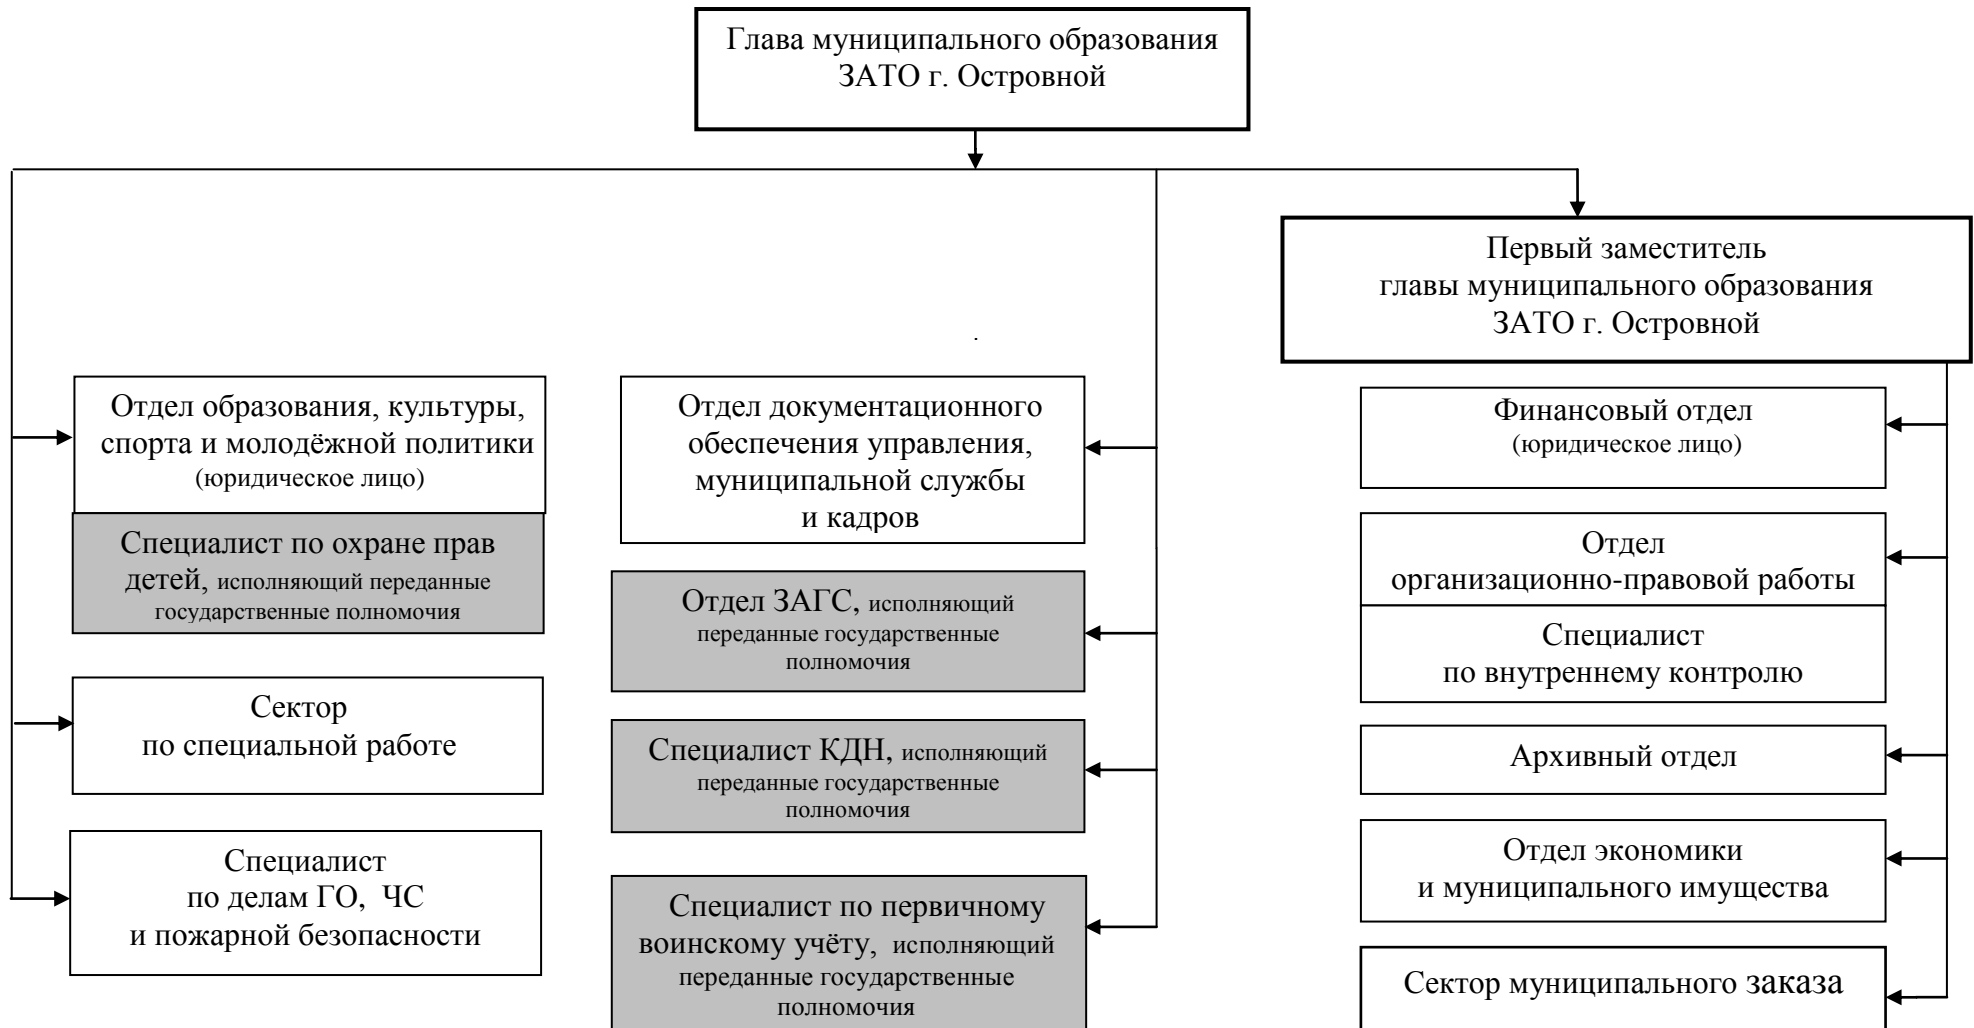 Глава муниципального образования
ЗАТО г. Островной
Первый заместитель
главы муниципального образования
ЗАТО г. Островной
Отдел образования, культуры,
спорта и молодёжной политики
(юридическое лицо)
Специалист по охране прав
детей, исполняющий переданные
государственные полномочия
Сектор
по специальной работе
Специалист
по делам ГО, ЧС
и пожарной безопасности
Отдел документационного
обеспечения управления,
муниципальной службы
и кадров
Отдел ЗАГС, исполняющий
переданные государственные
полномочия
Специалист КДН, исполняющий
переданные государственные
полномочия
Специалист по первичному
воинскому учёту, исполняющий
переданные государственные
полномочия
Финансовый отдел
(юридическое лицо)
Отдел
организационно-правовой работы
Специалист
по внутреннему контролю
Архивный отдел
Отдел экономики
и муниципального имущества
Сектор муниципального заказа